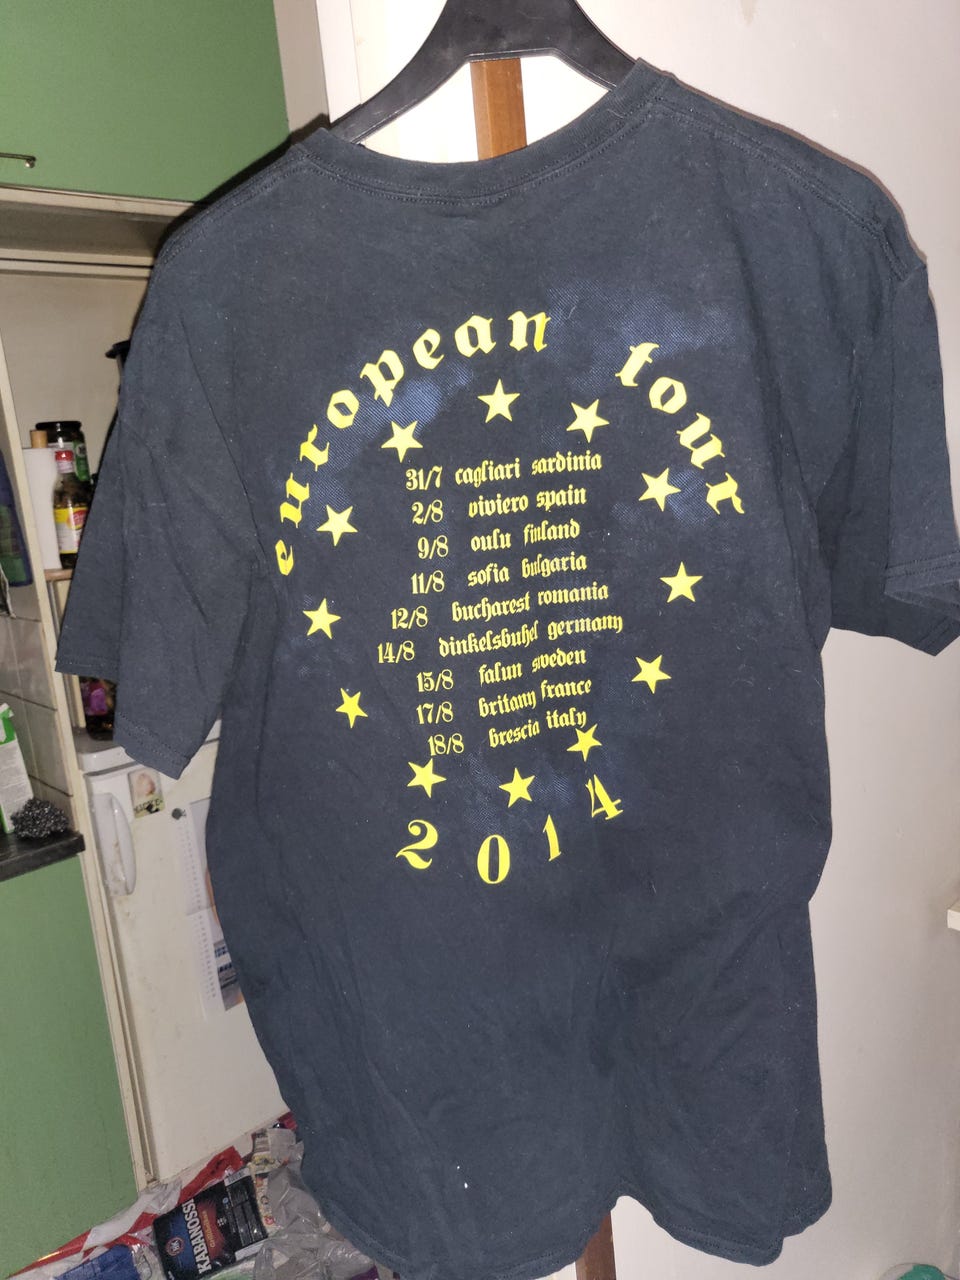 european tour
31/7 cagliari sardinia
2/8 viviero spain
9/8 oulu finland
11/8 sofia bulgaria
12/8 bucharest romania
14/8 dinkelsbuhel germany
15/8 falun sweden
17/8 britany france
18/8 brescia italy
2014
KABANOSSI